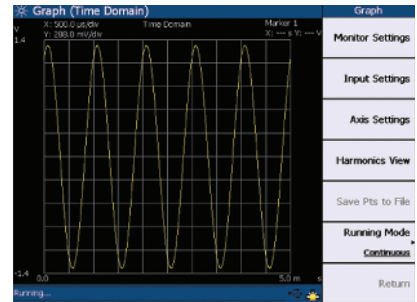 Graph (Time Domain)
Graph
X: 500.0 µs/div
Time Domain
Marker 1
V
Y: 288.0 mV/div
X: --- s Y: --- V
1.4
Monitor Settings
Input Settings
Axis Settings
Harmonics View
Save Pts to File
Running Mode
Continuous
-1.4
0.0
5.0 m
s
Running...
Return